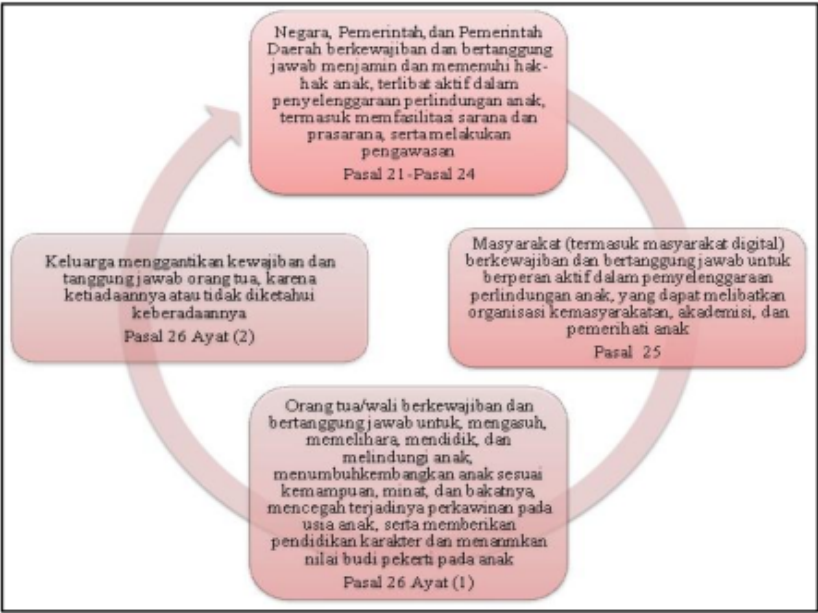 Negara, Pemerintah, dan Pemerintah
Daerah berkewajiban dan bertanggung
jawab menjamin dan memenuhi hak-
hak anak, terlibat aktif dalam
penyelenggaraan perlindungan anak,
termasuk memfasilitasi sarana dan
prasarana, serta melakukan
pengawasan
Pasal 21-Pasal 24
Masyarakat (termasuk masyarakat digital)
berkewajiban dan bertanggung jawab untuk
berperan aktif dalam pemyelenggaraan
perlindungan anak, yang dapat melibatkan
organisasi kemasyarakatan, akademisi, dan
pemerihati anak
Pasal 25
Orang tua/wali berkewajiban dan
bertanggung jawab untuk, mengasuh,
memelihara, mendidik, dan
melindungi anak,
menumbuhkembangkan anak sesuai
kemampuan, minat, dan bakatnya,
mencegah terjadinya perkawinan pada
usia anak, serta memberikan
pendidikan karakter dan menanmkan
nilai budi pekerti pada anak
Pasal 26 Ayat (1)
Keluarga menggantikan kewajiban dan
tanggung jawab orang tua, karena
ketiadaannya atau tidak diketahui
keberadaannya
Pasal 26 Ayat (2)